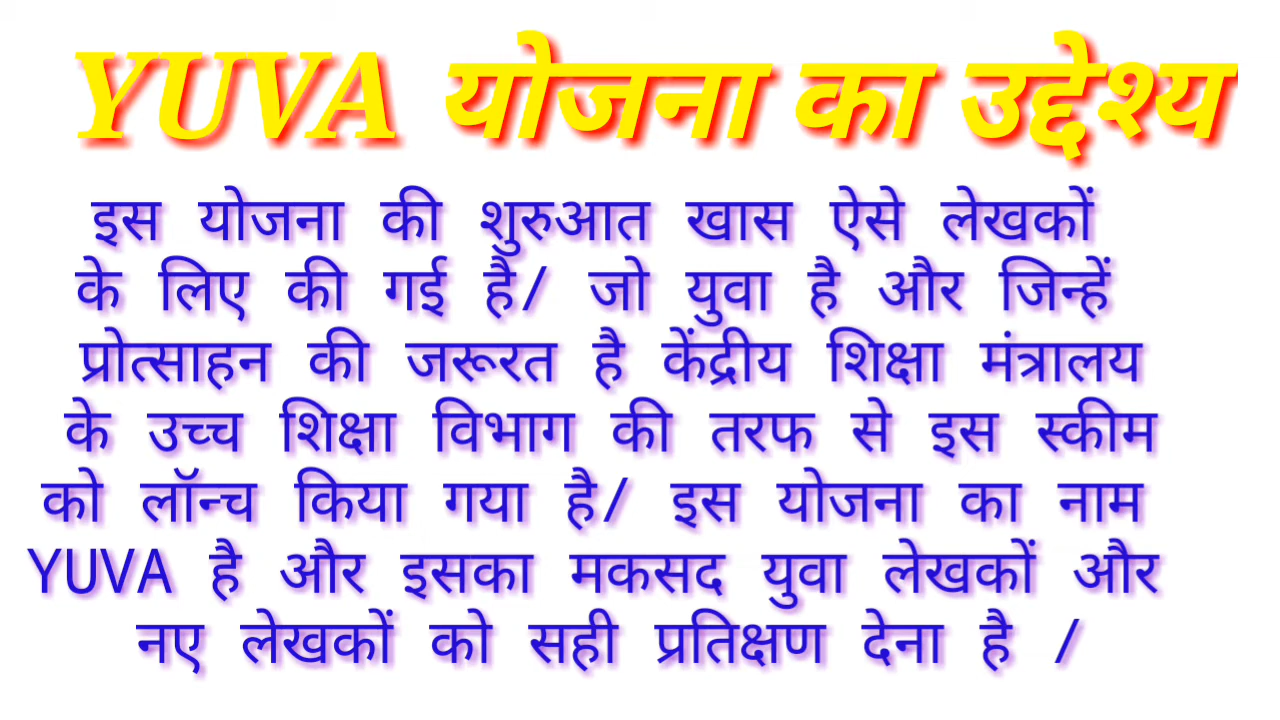 YUVA योजना का उद्देश्य
इस योजना की शुरुआत खास ऐसे लेखकों
के लिए की गई है/ जो युवा है और जिन्हें
प्रोत्साहन की जरूरत है केंद्रीय शिक्षा मंत्रालय
के उच्च शिक्षा विभाग की तरफ से इस स्कीम
को लॉन्च किया गया है/ इस योजना का नाम
YUVA है और इसका मकसद युवा लेखकों और
नए लेखकों को सही प्रतिक्षण देना है /